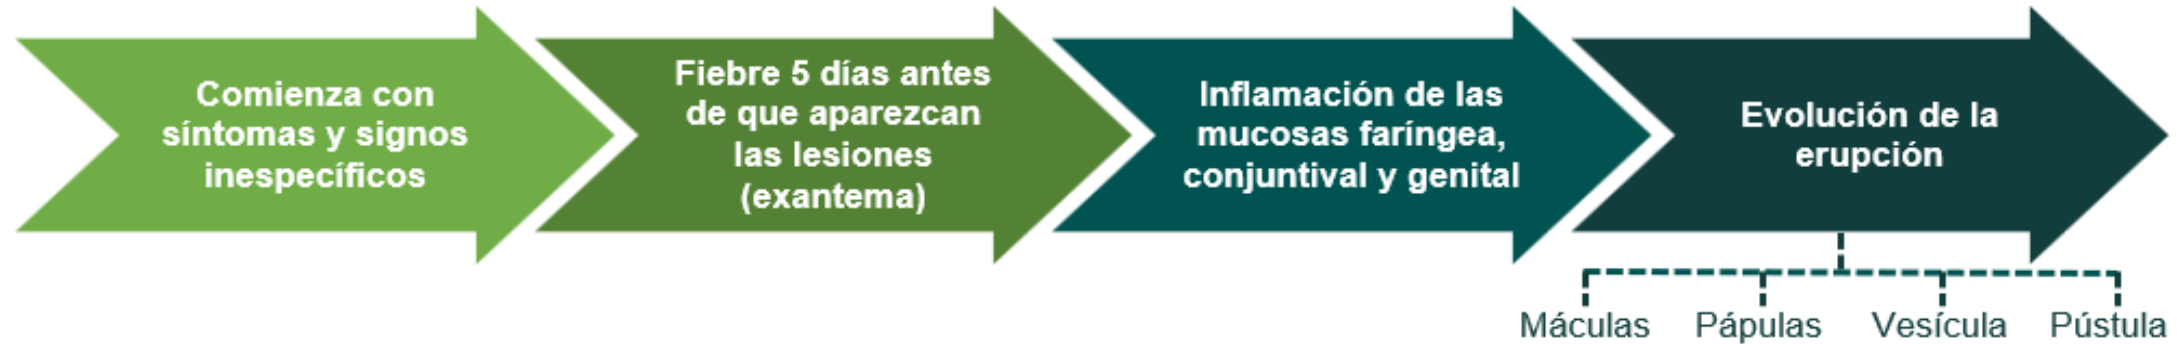 Comienza con
síntomas y signos
inespecíficos
Fiebre 5 días antes
de que aparezcan
las lesiones
(exantema)
Inflamación de las
mucosas faríngea,
conjuntival y genital
Evolución de la
erupción
Máculas
Pápulas
Vesícula
Pústula